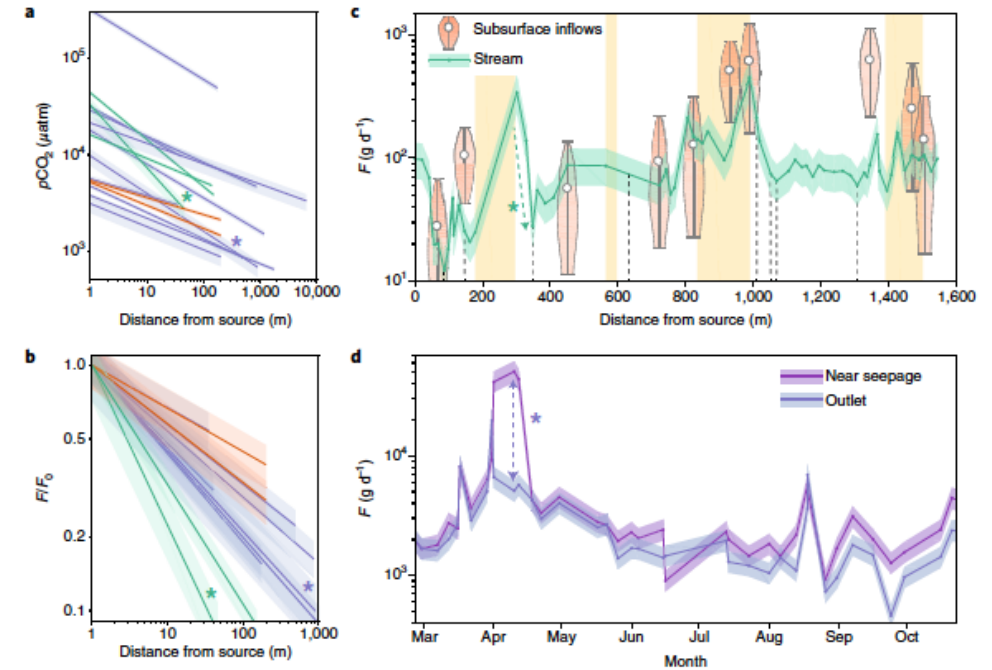 a
10⁵
10⁴
10³
pCO₂ (µatm)
*
*
1 10 100 1,000 10,000
Distance from source (m)
b
1.0
0.5
0.2
0.1
F/F₀
*
*
1 10 100 1,000
Distance from source (m)
c
Subsurface inflows
Stream
10³
10²
10¹
F (g d⁻¹)
*
0 200 400 600 800 1,000 1,200 1,400 1,600
Distance from source (m)
d
Near seepage
Outlet
10⁴
10³
F (g d⁻¹)
*
Mar Apr May Jun Jul Aug Sep Oct
Month